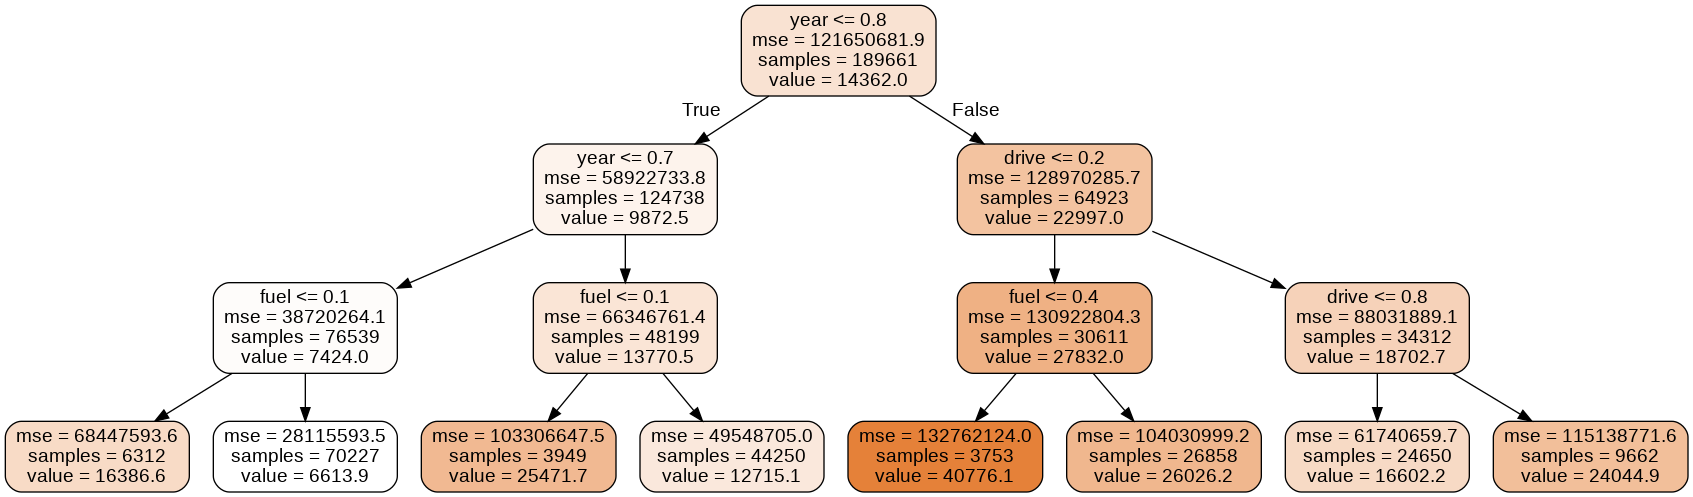 year <= 0.8
mse = 121650681.9
samples = 189661
value = 14362.0
True
False
year <= 0.7
mse = 58922733.8
samples = 124738
value = 9872.5
drive <= 0.2
mse = 128970285.7
samples = 64923
value = 22997.0
fuel <= 0.1
mse = 38720264.1
samples = 76539
value = 7424.0
fuel <= 0.1
mse = 66346761.4
samples = 48199
value = 13770.5
fuel <= 0.4
mse = 130922804.3
samples = 30611
value = 27832.0
drive <= 0.8
mse = 88031889.1
samples = 34312
value = 18702.7
mse = 68447593.6
samples = 6312
value = 16386.6
mse = 28115593.5
samples = 70227
value = 6613.9
mse = 103306647.5
samples = 3949
value = 25471.7
mse = 49548705.0
samples = 44250
value = 12715.1
mse = 132762124.0
samples = 3753
value = 40776.1
mse = 104030999.2
samples = 26858
value = 26026.2
mse = 61740659.7
samples = 24650
value = 16602.2
mse = 115138771.6
samples = 9662
value = 24044.9